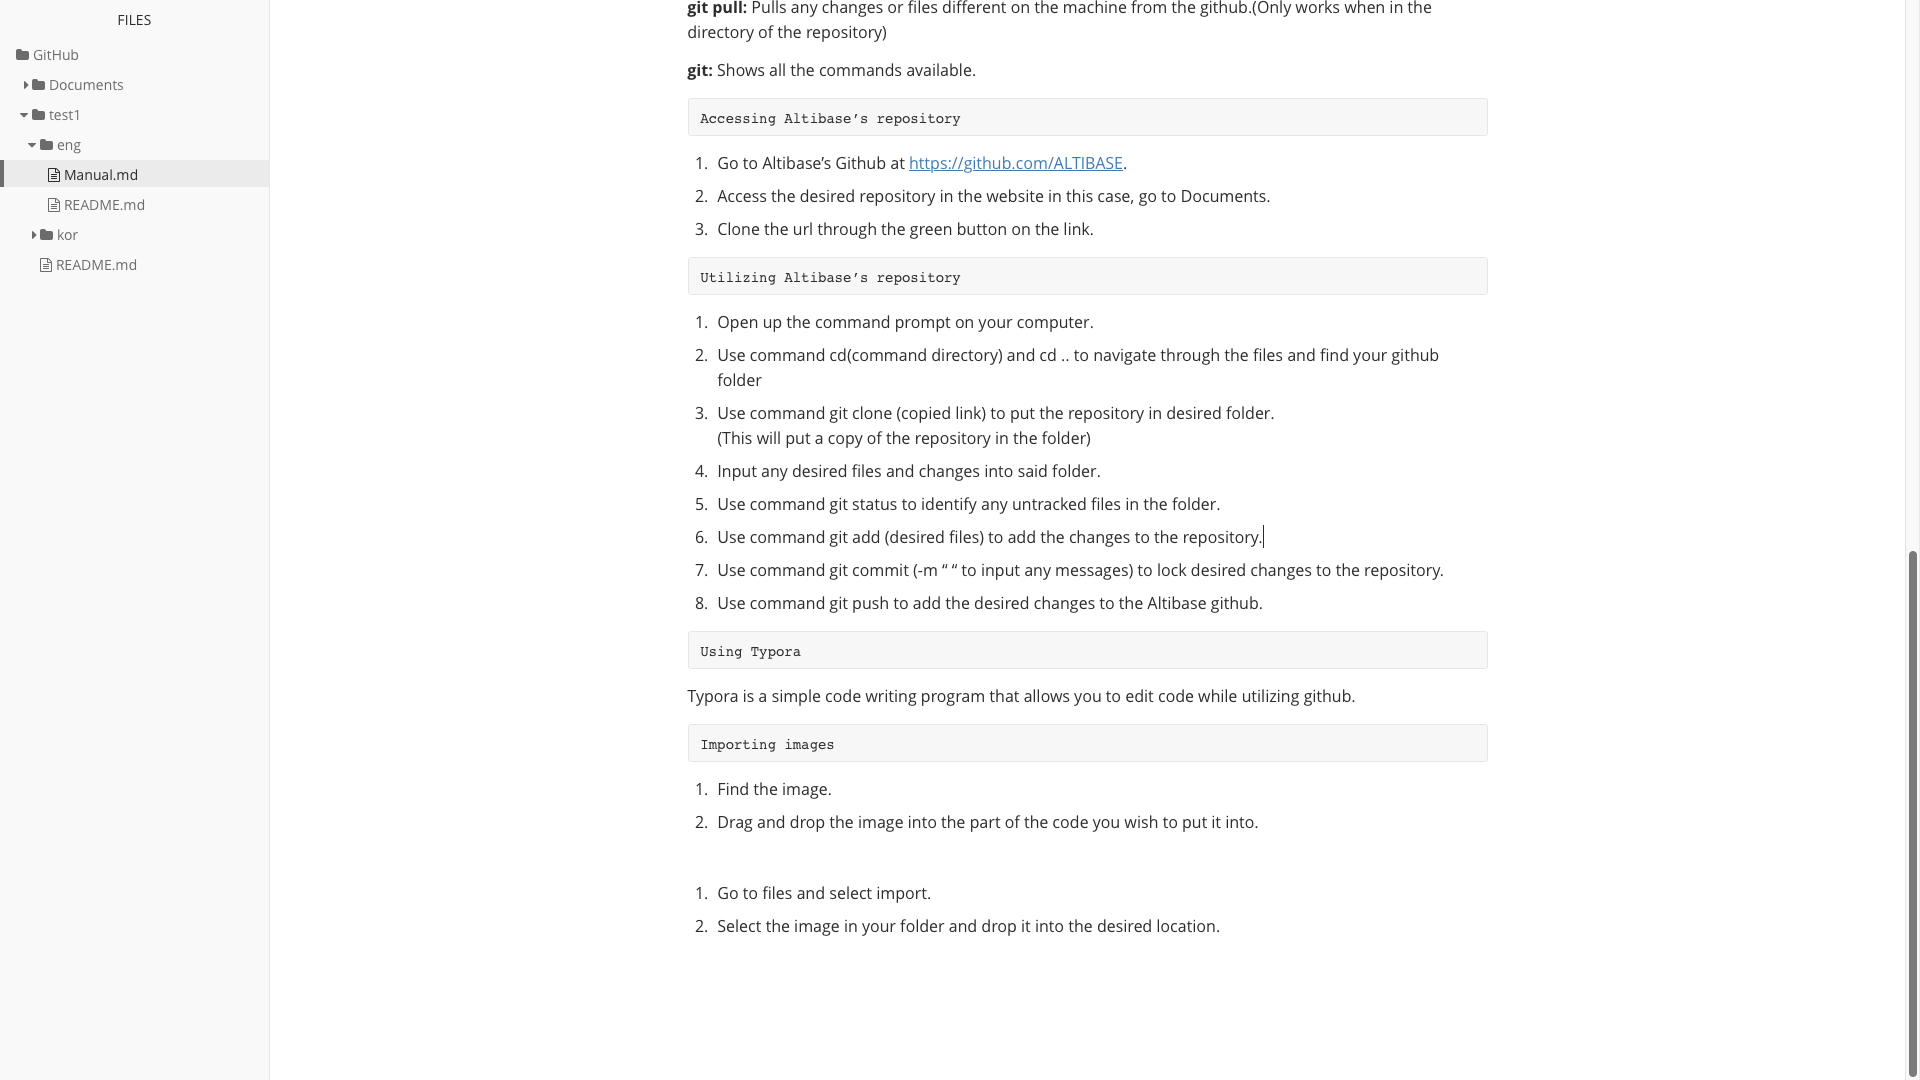 FILES
GitHub
Documents
test1
eng
Manual.md
README.md
kor
README.md
git pull: Pulls any changes or files different on the machine from the github.(Only works when in the
directory of the repository)
git: Shows all the commands available.
Accessing Altibase’s repository
1. Go to Altibase’s Github at https://github.com/ALTIBASE.
2. Access the desired repository in the website in this case, go to Documents.
3. Clone the url through the green button on the link.
Utilizing Altibase’s repository
1. Open up the command prompt on your computer.
2. Use command cd(command directory) and cd .. to navigate through the files and find your github
folder
3. Use command git clone (copied link) to put the repository in desired folder.
(This will put a copy of the repository in the folder)
4. Input any desired files and changes into said folder.
5. Use command git status to identify any untracked files in the folder.
6. Use command git add (desired files) to add the changes to the repository.
7. Use command git commit (-m “ “ to input any messages) to lock desired changes to the repository.
8. Use command git push to add the desired changes to the Altibase github.
Using Typora
Typora is a simple code writing program that allows you to edit code while utilizing github.
Importing images
1. Find the image.
2. Drag and drop the image into the part of the code you wish to put it into.
1. Go to files and select import.
2. Select the image in your folder and drop it into the desired location.